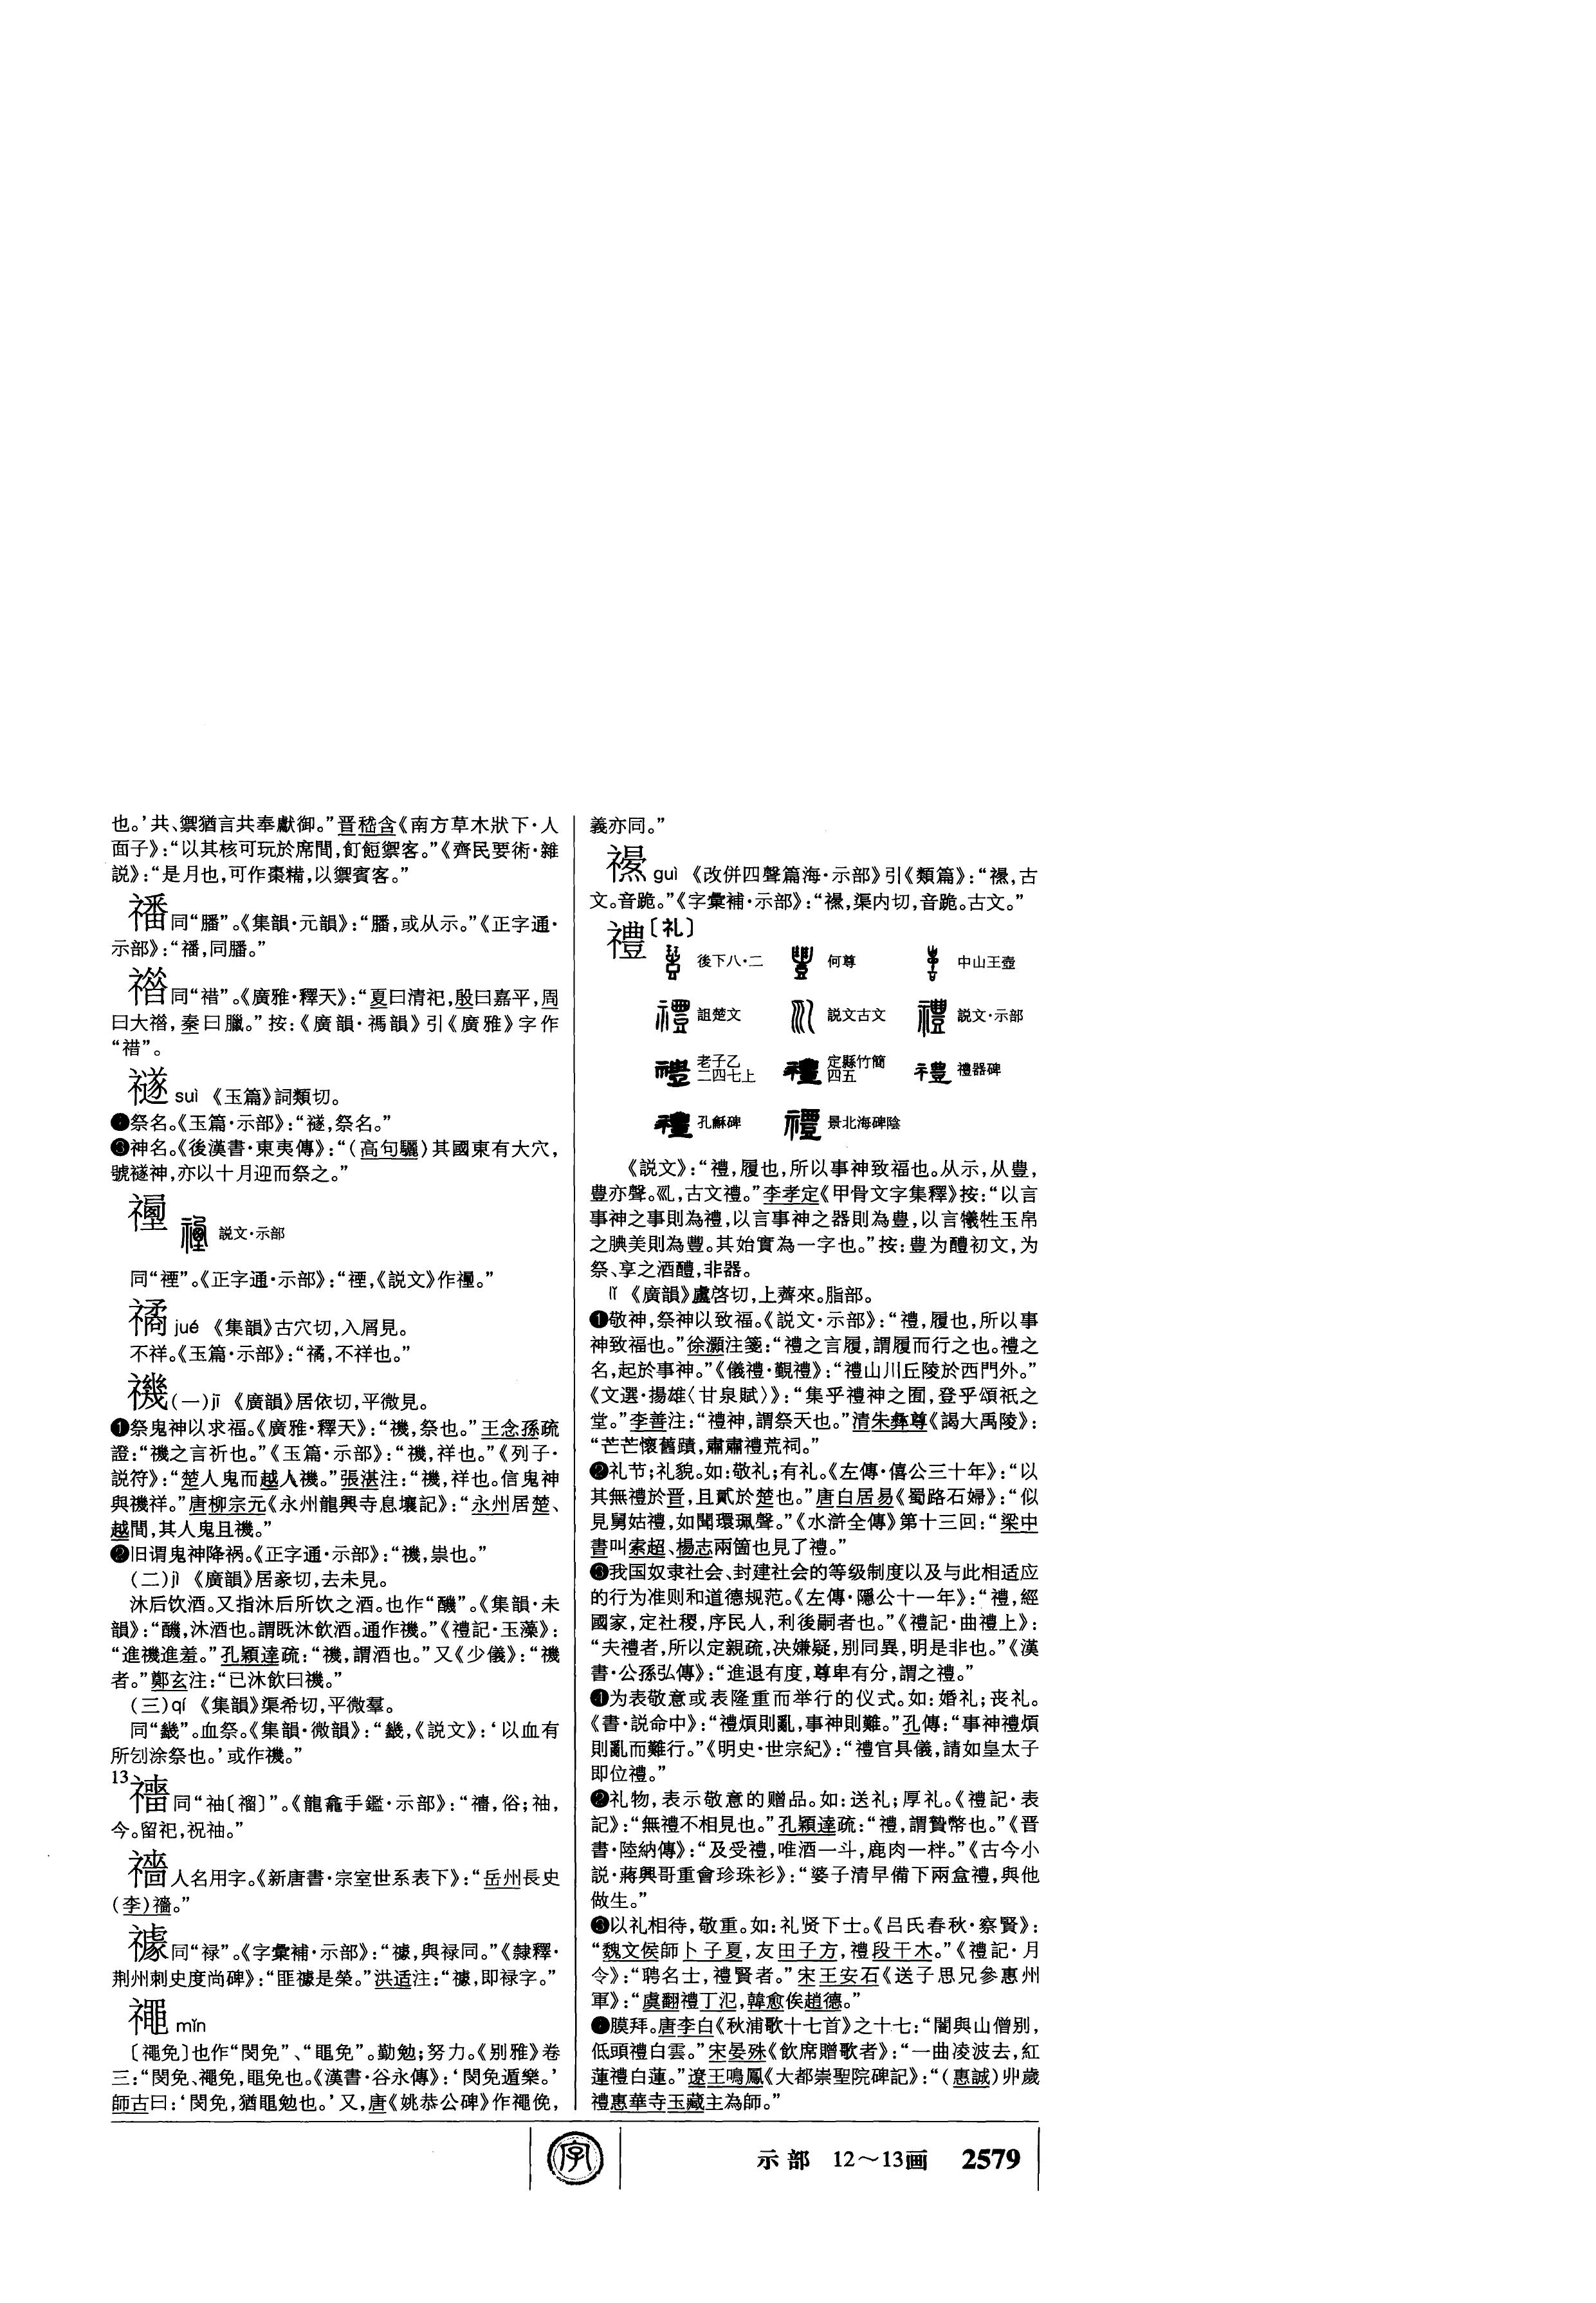 也。’共、禦猶言共奉獻御。”晋嵇含《南方草木狀下·人
面子》：“以其核可玩於席間，飣餖禦客。”《齊民要術·雜
説》：“是月也，可作棗糒，以禦賓客。”
䄤 同“膰”。《集韻·元韻》：“膰，或从示。”《正字通·
示部》：“䄤，同膰。”
同“䄍”。《廣雅·釋天》：“夏曰清祀，殷曰嘉平，周
曰大，秦曰臘。”按：《廣韻·禡韻》引《廣雅》字作
“䄍”。
禭 suì 《玉篇》詞類切。
❶祭名。《玉篇·示部》：“禭，祭名。”
❸神名。《後漢書·東夷傳》：“（高句驪）其國東有大穴，
號禭神，亦以十月迎而祭之。”
説文·示部
同“禋”。《正字通·示部》：“禋，《説文》作。”
䆷 jué 《集韻》古穴切，入屑見。
不祥。《玉篇·示部》：“，不祥也。”
禨 (一)jī 《廣韻》居依切，平微見。
❶祭鬼神以求福。《廣雅·釋天》：“禨，祭也。”王念孫疏
證：“禨之言祈也。”《玉篇·示部》：“禨，祥也。”《列子·
説符》：“楚人鬼而越人禨。”張湛注：“禨，祥也。信鬼神
與禨祥。”唐柳宗元《永州龍興寺息壤記》：“永州居楚、
越間，其人鬼且禨。”
❷旧谓鬼神降祸。《正字通·示部》：“禨，祟也。”
(二)jì 《廣韻》居豙切，去未見。
沐后饮酒。又指沐后所饮之酒。也作“䤒”。《集韻·未
韻》：“，沐酒也。謂既沐飲酒。通作禨。”《禮記·玉藻》：
“進禨進羞。”孔穎達疏：“禨，謂酒也。”又《少儀》：“禨
者。”鄭玄注：“已沐飲曰禨。”
(三)qí 《集韻》渠希切，平微羣。
同“䘒”。血祭。《集韻·微韻》：“，《説文》：‘以血有
所刉涂祭也。’或作禨。”
13
同“袖〔褶〕”。《龍龕手鑑·示部》：“，俗；袖，
今。留祀，祝袖。”
人名用字。《新唐書·宗室世系表下》：“岳州長史
（李）。”
同“禄”。《字彙補·示部》：“，與禄同。”《隸釋·
荆州刺史度尚碑》：“匪是榮。”洪适注：“，即禄字。”
mǐn
〔免〕也作“閔免”、“黽免”。勤勉；努力。《别雅》卷
三：“閔免、免，黽免也。《漢書·谷永傳》：‘閔免遁樂。’
師古曰：‘閔免，猶黽勉也。’又，唐《姚恭公碑》作俛，
義亦同。”
guì 《改併四聲篇海·示部》引《類篇》：“，古
文。音跪。”《字彙補·示部》：“，渠内切，音跪。古文。”
禮〔礼〕
後下八·二 何尊 中山王壺
詛楚文 説文古文 説文·示部
老子乙二四七上 定縣竹簡四五 禮器碑
孔龢碑 景北海碑陰
《説文》：“禮，履也，所以事神致福也。从示，从豊，
豊亦聲。，古文禮。”李孝定《甲骨文字集釋》按：“以言
事神之事則為禮，以言事神之器則為豊，以言犧牲玉帛
之腆美則為豐。其始實為一字也。”按：豊为醴初文，为
祭、享之酒醴，非器。
lǐ 《廣韻》盧啓切，上薺來。脂部。
❶敬神，祭神以致福。《説文·示部》：“禮，履也，所以事
神致福也。”徐灝注箋：“禮之言履，謂履而行之也。禮之
名，起於事神。”《儀禮·覲禮》：“禮山川丘陵於西門外。”
《文選·揚雄〈甘泉賦〉》：“集乎禮神之囿，登乎頌祇之
堂。”李善注：“禮神，謂祭天也。”清朱彝尊《謁大禹陵》：
“芒芒懷舊蹟，肅肅禮荒祠。”
❷礼节；礼貌。如：敬礼；有礼。《左傳·僖公三十年》：“以
其無禮於晋，且貳於楚也。”唐白居易《蜀路石婦》：“似
見舅姑禮，如聞環珮聲。”《水滸全傳》第十三回：“梁中
書叫索超、楊志兩箇也見了禮。”
❸我国奴隶社会、封建社会的等级制度以及与此相适应
的行为准则和道德规范。《左傳·隱公十一年》：“禮，經
國家，定社稷，序民人，利後嗣者也。”《禮記·曲禮上》：
“夫禮者，所以定親疏，决嫌疑，别同異，明是非也。”《漢
書·公孫弘傳》：“進退有度，尊卑有分，謂之禮。”
❶为表敬意或表隆重而举行的仪式。如：婚礼；丧礼。
《書·説命中》：“禮煩則亂，事神則難。”孔傳：“事神禮煩
則亂而難行。”《明史·世宗紀》：“禮官具儀，請如皇太子
即位禮。”
❷礼物，表示敬意的赠品。如：送礼；厚礼。《禮記·表
記》：“無禮不相見也。”孔穎達疏：“禮，謂贄幣也。”《晋
書·陸納傳》：“及受禮，唯酒一斗，鹿肉一柈。”《古今小
説·蔣興哥重會珍珠衫》：“婆子清早備下兩盒禮，與他
做生。”
❸以礼相待，敬重。如：礼贤下士。《吕氏春秋·察賢》：
“魏文侯師卜子夏，友田子方，禮段干木。”《禮記·月
令》：“聘名士，禮賢者。”宋王安石《送子思兄參惠州
軍》：“虞翻禮丁氾，韓愈俟趙德。”
膜拜。唐李白《秋浦歌十七首》之十七：“闇與山僧别，
低頭禮白雲。”宋晏殊《飲席贈歌者》：“一曲凌波去，紅
蓮禮白蓮。”遼王鳴鳳《大都崇聖院碑記》：“（惠誠）丱歲
禮惠華寺玉藏主為師。”
字
示部 12～13画 2579